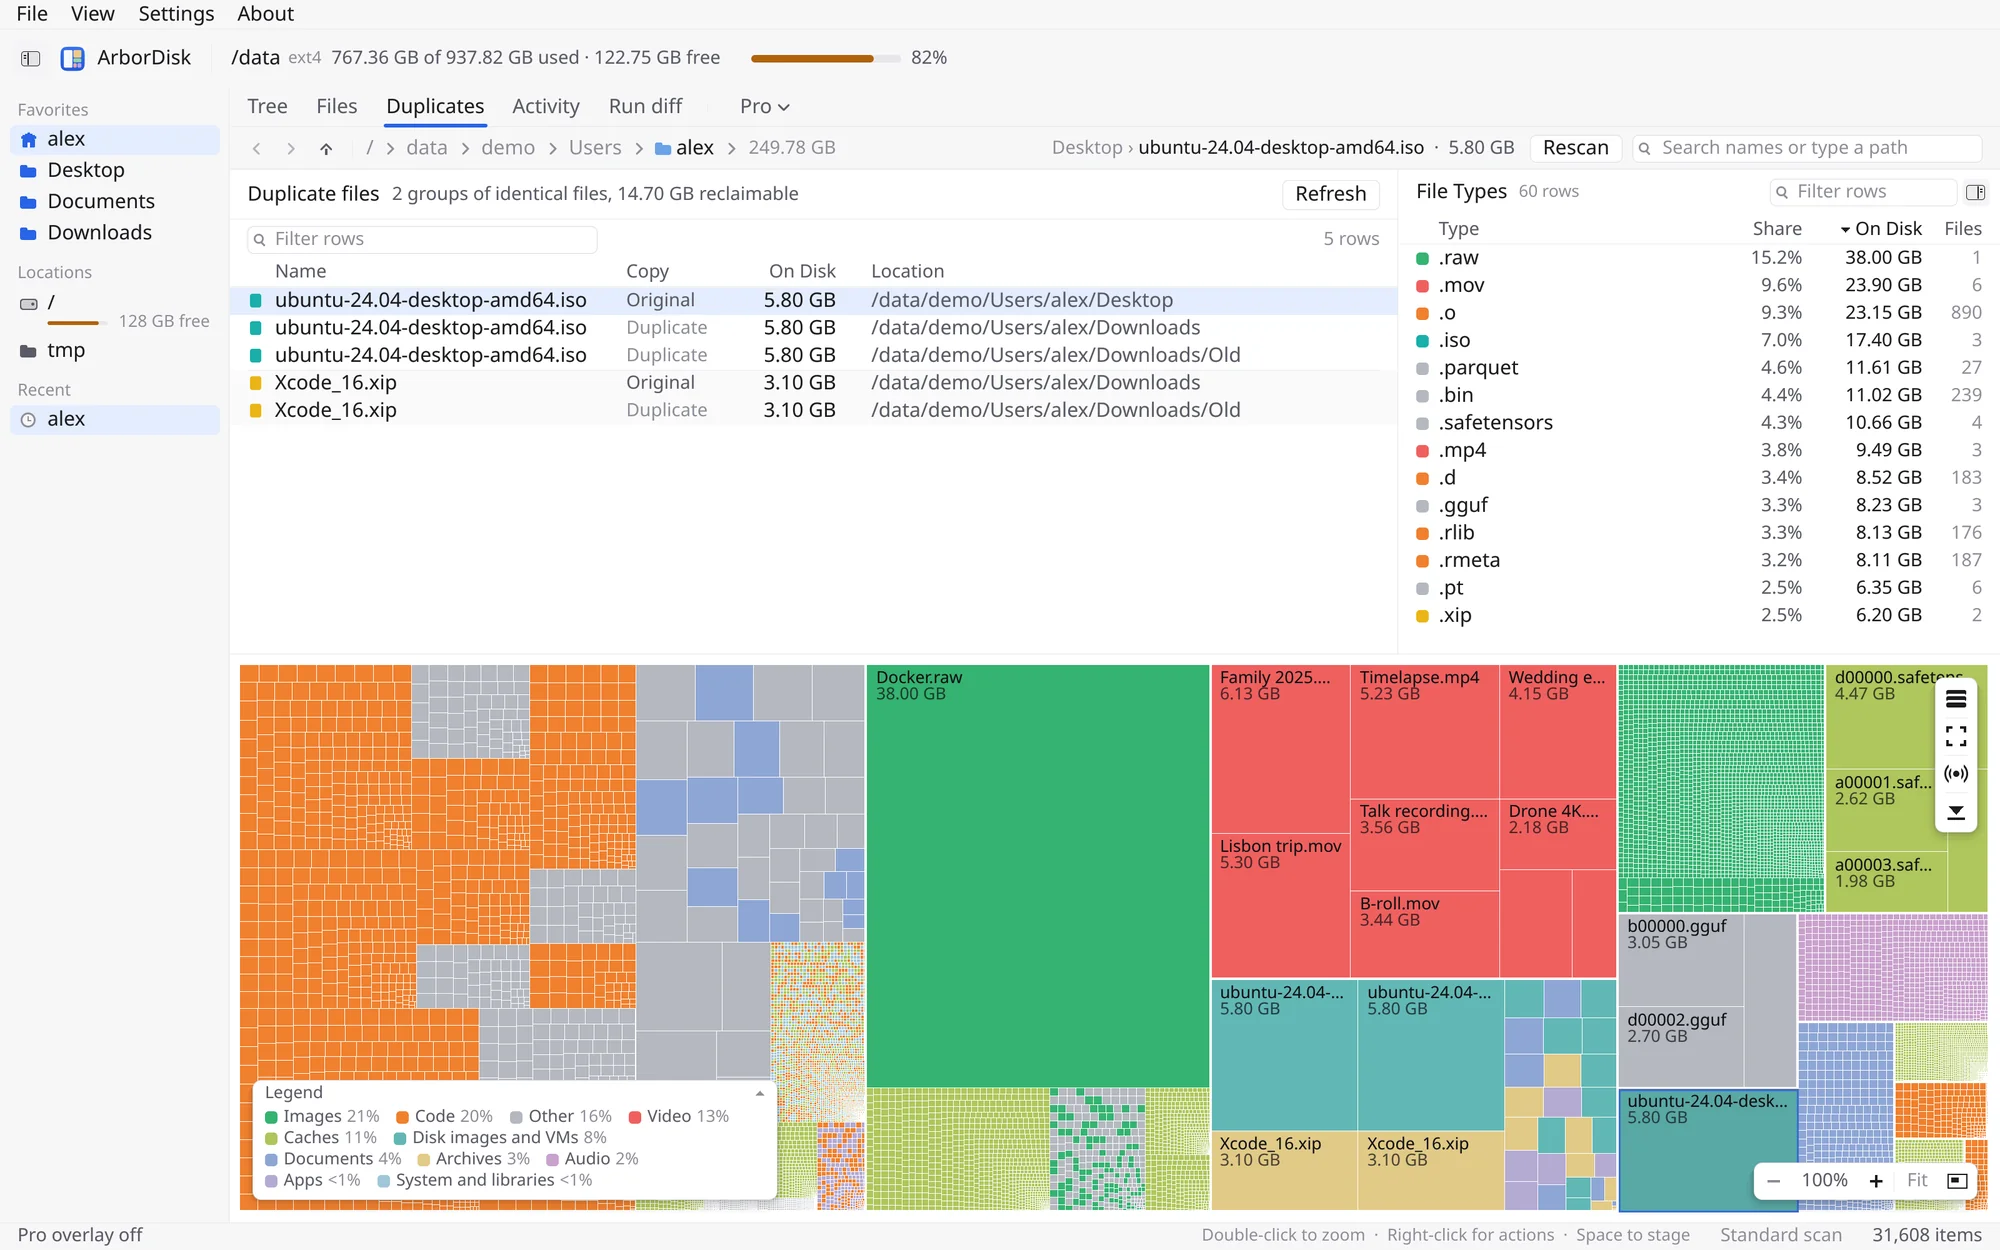 File View Settings About
ArborDisk /data ext4 767.36 GB of 937.82 GB used · 122.75 GB free 82%
Favorites
alex
Desktop
Documents
Downloads
Locations
/
128 GB free
tmp
Recent
alex
Tree Files Duplicates Activity Run diff Pro
/ > data > demo > Users > alex > 249.78 GB
Desktop › ubuntu-24.04-desktop-amd64.iso · 5.80 GB Rescan Search names or type a path
Duplicate files 2 groups of identical files, 14.70 GB reclaimable Refresh
Filter rows 5 rows
Name Copy On Disk Location
ubuntu-24.04-desktop-amd64.iso Original 5.80 GB /data/demo/Users/alex/Desktop
ubuntu-24.04-desktop-amd64.iso Duplicate 5.80 GB /data/demo/Users/alex/Downloads
ubuntu-24.04-desktop-amd64.iso Duplicate 5.80 GB /data/demo/Users/alex/Downloads/Old
Xcode_16.xip Original 3.10 GB /data/demo/Users/alex/Downloads
Xcode_16.xip Duplicate 3.10 GB /data/demo/Users/alex/Downloads/Old
File Types 60 rows Filter rows
Type Share On Disk Files
.raw 15.2% 38.00 GB 1
.mov 9.6% 23.90 GB 6
.o 9.3% 23.15 GB 890
.iso 7.0% 17.40 GB 3
.parquet 4.6% 11.61 GB 27
.bin 4.4% 11.02 GB 239
.safetensors 4.3% 10.66 GB 4
.mp4 3.8% 9.49 GB 3
.d 3.4% 8.52 GB 183
.gguf 3.3% 8.23 GB 3
.rlib 3.3% 8.13 GB 176
.rmeta 3.2% 8.11 GB 187
.pt 2.5% 6.35 GB 6
.xip 2.5% 6.20 GB 2
Docker.raw
38.00 GB
Family 2025....
6.13 GB
Timelapse.mp4
5.23 GB
Wedding e...
4.15 GB
Talk recording....
3.56 GB
Drone 4K....
2.18 GB
Lisbon trip.mov
5.30 GB
B-roll.mov
3.44 GB
ubuntu-24.04-...
5.80 GB
ubuntu-24.04-...
5.80 GB
Xcode_16.xip
3.10 GB
Xcode_16.xip
3.10 GB
d00000.safetens
4.47 GB
a00001.saf...
2.62 GB
a00003.saf...
1.98 GB
b00000.gguf
3.05 GB
d00002.gguf
2.70 GB
ubuntu-24.04-desk...
5.80 GB
Legend
Images 21% Code 20% Other 16% Video 13%
Caches 11% Disk images and VMs 8%
Documents 4% Archives 3% Audio 2%
Apps <1% System and libraries <1%
− 100% + Fit
Pro overlay off
Double-click to zoom · Right-click for actions · Space to stage Standard scan 31,608 items